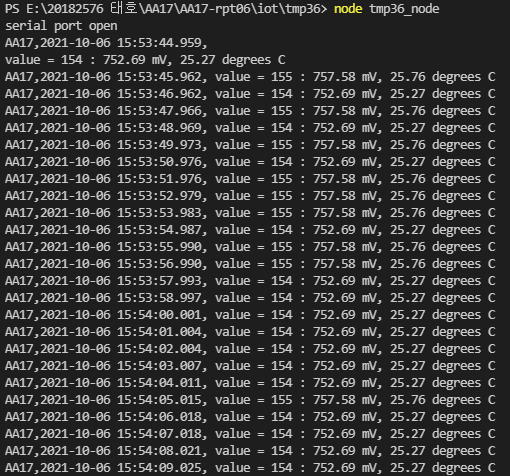 PS E:\20182576 태호\AA17\AA17-rpt06\iot\tmp36> node tmp36_node
serial port open
AA17,2021-10-06 15:53:44.959,
value = 154 : 752.69 mV, 25.27 degrees C
AA17,2021-10-06 15:53:45.962, value = 155 : 757.58 mV, 25.76 degrees C
AA17,2021-10-06 15:53:46.962, value = 154 : 752.69 mV, 25.27 degrees C
AA17,2021-10-06 15:53:47.966, value = 155 : 757.58 mV, 25.76 degrees C
AA17,2021-10-06 15:53:48.969, value = 154 : 752.69 mV, 25.27 degrees C
AA17,2021-10-06 15:53:49.973, value = 155 : 757.58 mV, 25.76 degrees C
AA17,2021-10-06 15:53:50.976, value = 154 : 752.69 mV, 25.27 degrees C
AA17,2021-10-06 15:53:51.976, value = 155 : 757.58 mV, 25.76 degrees C
AA17,2021-10-06 15:53:52.979, value = 155 : 757.58 mV, 25.76 degrees C
AA17,2021-10-06 15:53:53.983, value = 155 : 757.58 mV, 25.76 degrees C
AA17,2021-10-06 15:53:54.987, value = 154 : 752.69 mV, 25.27 degrees C
AA17,2021-10-06 15:53:55.990, value = 155 : 757.58 mV, 25.76 degrees C
AA17,2021-10-06 15:53:56.990, value = 155 : 757.58 mV, 25.76 degrees C
AA17,2021-10-06 15:53:57.993, value = 154 : 752.69 mV, 25.27 degrees C
AA17,2021-10-06 15:53:58.997, value = 154 : 752.69 mV, 25.27 degrees C
AA17,2021-10-06 15:54:00.001, value = 154 : 752.69 mV, 25.27 degrees C
AA17,2021-10-06 15:54:01.004, value = 154 : 752.69 mV, 25.27 degrees C
AA17,2021-10-06 15:54:02.004, value = 154 : 752.69 mV, 25.27 degrees C
AA17,2021-10-06 15:54:03.007, value = 154 : 752.69 mV, 25.27 degrees C
AA17,2021-10-06 15:54:04.011, value = 154 : 752.69 mV, 25.27 degrees C
AA17,2021-10-06 15:54:05.015, value = 155 : 757.58 mV, 25.76 degrees C
AA17,2021-10-06 15:54:06.018, value = 154 : 752.69 mV, 25.27 degrees C
AA17,2021-10-06 15:54:07.018, value = 154 : 752.69 mV, 25.27 degrees C
AA17,2021-10-06 15:54:08.021, value = 154 : 752.69 mV, 25.27 degrees C
AA17,2021-10-06 15:54:09.025, value = 154 : 752.69 mV, 25.27 degrees C